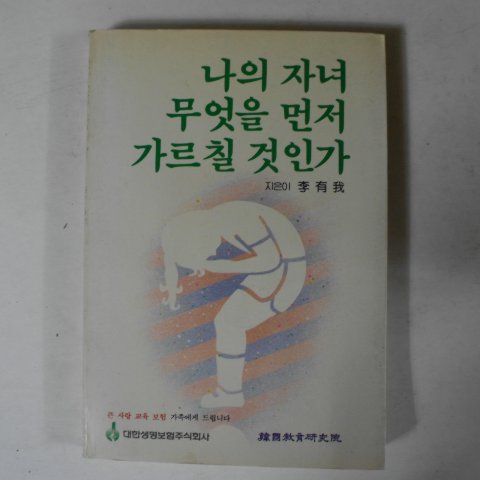 나의 자녀
무엇을 먼저
가르칠 것인가
지은이 李有我
큰 사랑 교육 보험 가족에게 드립니다
대한생명보험주식회사
韓國敎育硏究院